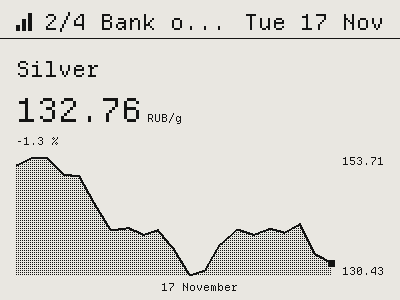 2/4 Bank o... Tue 17 Nov
Silver
132.76 RUB/g
-1.3 %
153.71
130.43
17 November